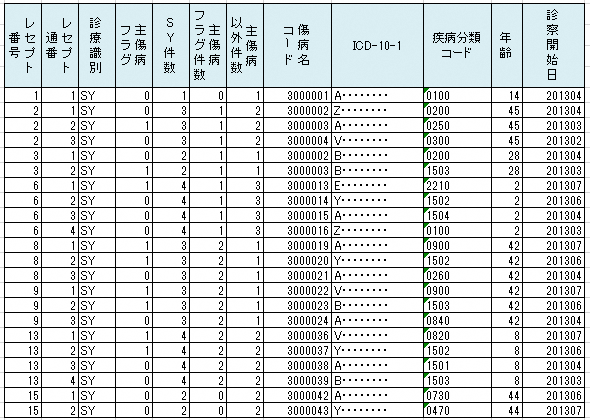 レセプト番号 レセプト通番 診療識別 主傷病フラグ SY件数 主傷病フラグ件数 主傷病以外件数 傷病名コード ICD-10-1 疾病分類コード 年齢 診察開始日
1 1 SY 0 1 0 1 3000001 A‥‥‥‥ 0100 14 201304
2 1 SY 0 3 1 2 3000002 Z‥‥‥‥ 0200 45 201304
2 2 SY 1 3 1 2 3000003 A‥‥‥‥ 0250 45 201303
2 3 SY 0 3 1 2 3000004 V‥‥‥‥ 0300 45 201302
3 1 SY 0 2 1 1 3000002 B‥‥‥‥ 0200 28 201304
3 2 SY 1 2 1 1 3000003 B‥‥‥‥ 1503 28 201303
6 1 SY 1 4 1 3 3000013 E‥‥‥‥ 2210 2 201307
6 2 SY 0 4 1 3 3000014 Y‥‥‥‥ 1502 2 201306
6 3 SY 0 4 1 3 3000015 A‥‥‥‥ 1504 2 201304
6 4 SY 0 4 1 3 3000016 Z‥‥‥‥ 0100 2 201303
8 1 SY 1 3 2 1 3000019 A‥‥‥‥ 0900 42 201307
8 2 SY 1 3 2 1 3000020 Y‥‥‥‥ 1502 42 201306
8 3 SY 0 3 2 1 3000021 A‥‥‥‥ 0260 42 201304
9 1 SY 1 3 2 1 3000022 V‥‥‥‥ 0900 42 201307
9 2 SY 1 3 2 1 3000023 B‥‥‥‥ 1503 42 201306
9 3 SY 0 3 2 1 3000024 A‥‥‥‥ 0840 42 201304
13 1 SY 1 4 2 2 3000036 V‥‥‥‥ 0820 8 201307
13 2 SY 1 4 2 2 3000037 Y‥‥‥‥ 1502 8 201306
13 3 SY 0 4 2 2 3000038 A‥‥‥‥ 1501 8 201304
13 4 SY 0 4 2 2 3000039 B‥‥‥‥ 1503 8 201303
15 1 SY 0 2 0 2 3000042 A‥‥‥‥ 0730 44 201306
15 2 SY 0 2 0 2 3000043 Y‥‥‥‥ 0470 44 201307